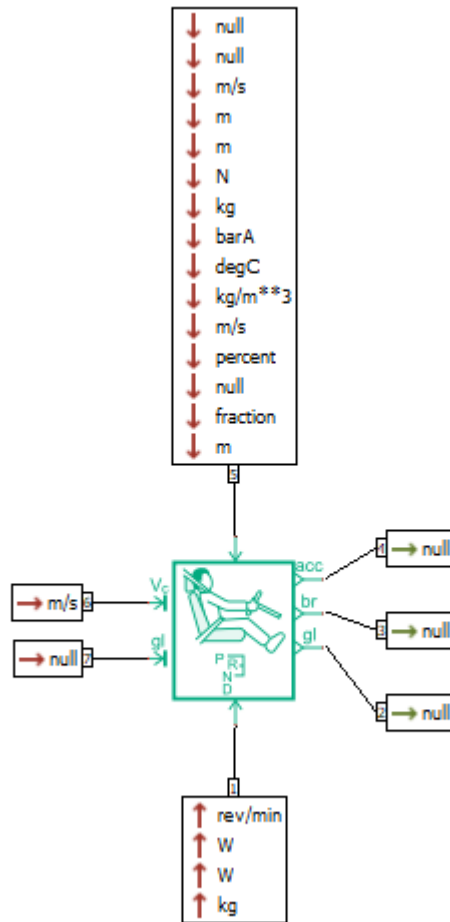 null
null
m/s
m
m
N
kg
barA
degC
kg/m**3
m/s
percent
null
fraction
m
5
acc
4
null
Vc
m/s
6
br
3
null
gl
null
7
gl
P
R
N
D
2
null
1
rev/min
W
W
kg